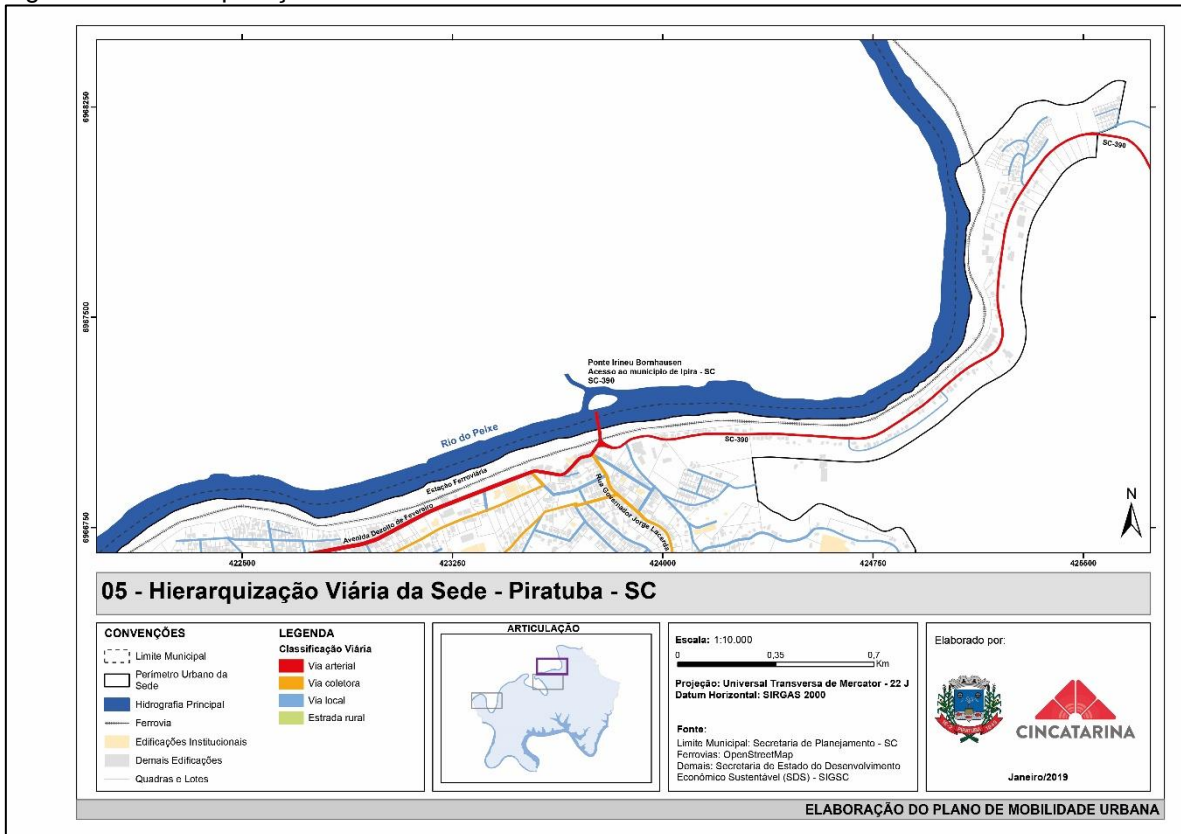 6968250
6967500
6966750
SC-390
Ponte Irineu Bornhausen
Acesso ao município de Ipira - SC
SC-390
Rio do Peixe
Estação Ferroviária
SC-390
Avenida Dezoito de Fevereiro
Rua Governador Jorge Lacerda
N
422500
423250
424000
424750
425500
05 - Hierarquização Viária da Sede - Piratuba - SC
CONVENÇÕES
Limite Municipal
Perímetro Urbano da
Sede
Hidrografia Principal
Ferrovia
Edificações Institucionais
Demais Edificações
Quadras e Lotes
LEGENDA
Classificação Viária
Via arterial
Via coletora
Via local
Estrada rural
ARTICULAÇÃO
Escala: 1:10.000
0 0,35 0,7
Km
Projeção: Universal Transversa de Mercator - 22 J
Datum Horizontal: SIRGAS 2000
Fonte:
Limite Municipal: Secretaria de Planejamento - SC
Ferrovias: OpenStreetMap
Demais: Secretaria de Estado do Desenvolvimento
Econômico Sustentável (SDS) - SIGSC
Elaborado por:
CINCATARINA
Janeiro/2019
ELABORAÇÃO DO PLANO DE MOBILIDADE URBANA